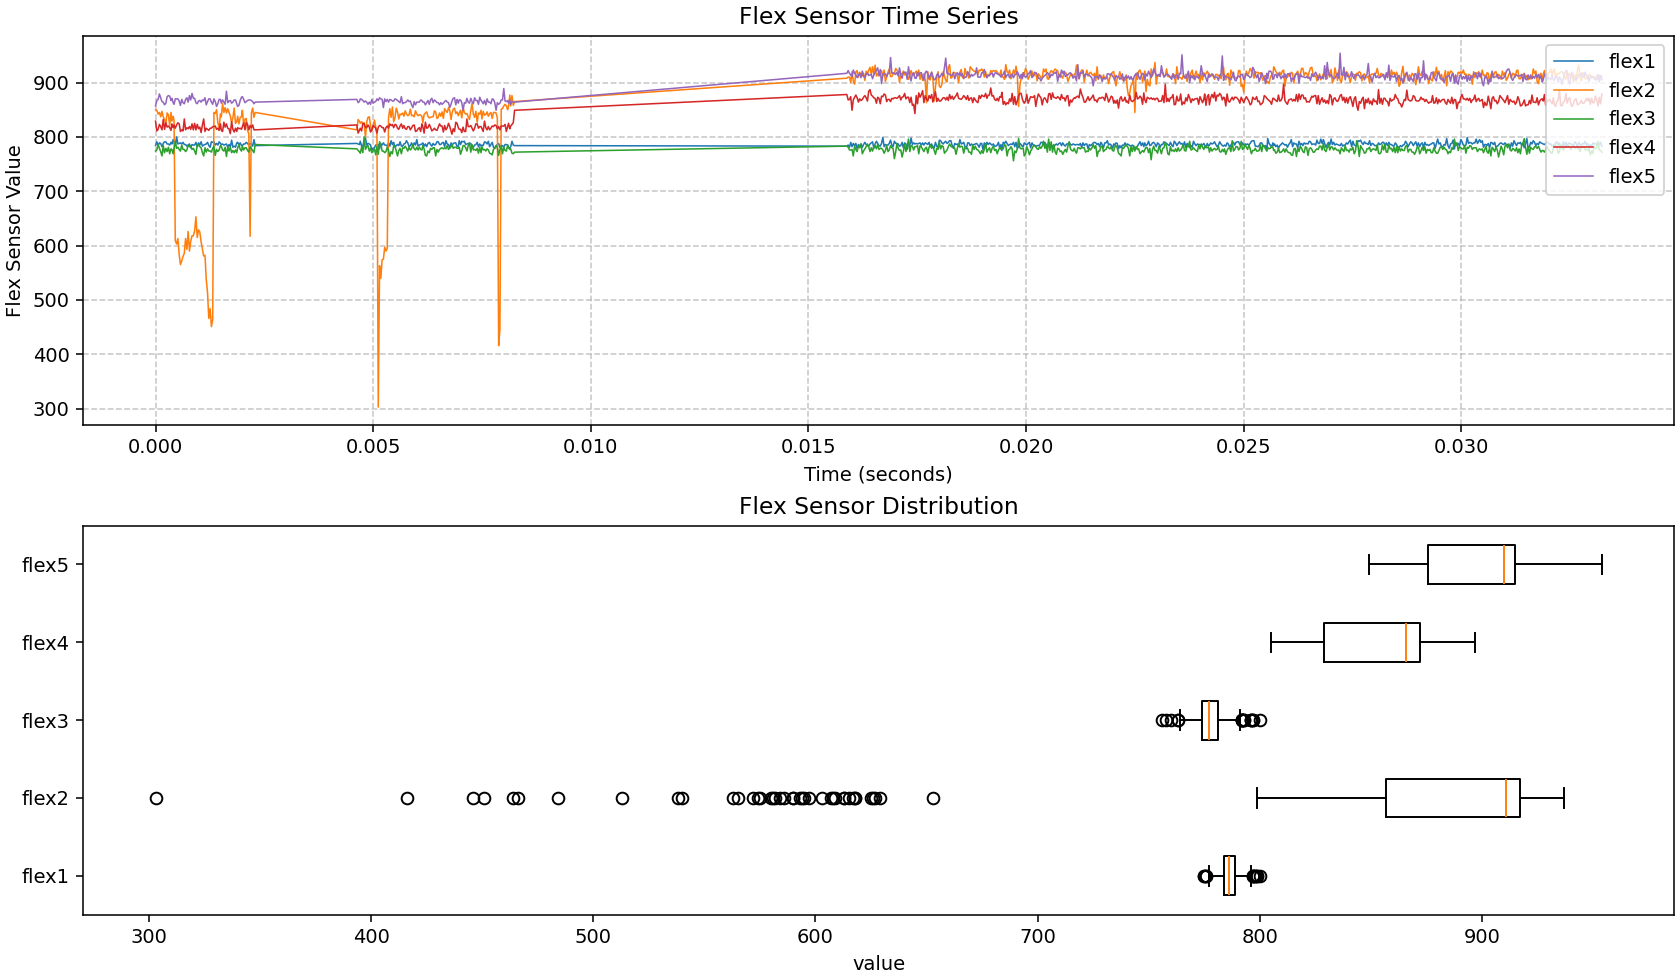 Flex Sensor Time Series
Flex Sensor Value
900
800
700
600
500
400
300
flex1
flex2
flex3
flex4
flex5
0.000 0.005 0.010 0.015 0.020 0.025 0.030
Time (seconds)
Flex Sensor Distribution
flex5
flex4
flex3
flex2
flex1
300 400 500 600 700 800 900
value